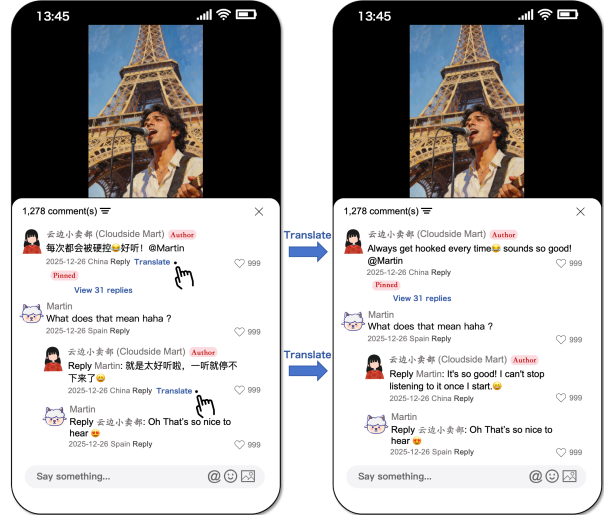 13:45
1,278 comment(s)
云边小卖部 (Cloudside Mart) Author
每次都会被硬控😂好听！@Martin
2025-12-26 China Reply Translate
999
Pinned
View 31 replies
Martin
What does that mean haha ?
2025-12-26 Spain Reply
999
云边小卖部 (Cloudside Mart) Author
Reply Martin: 就是太好听啦，一听就停不
下来了😄
2025-12-26 China Reply Translate
999
Martin
Reply 云边小卖部: Oh That's so nice to
hear 😍
2025-12-26 Spain Reply
999
Say something...
@
Translate
Translate
13:45
1,278 comment(s)
云边小卖部 (Cloudside Mart) Author
Always get hooked every time😂 sounds so good!
@Martin
2025-12-26 China Reply
999
Pinned
View 31 replies
Martin
What does that mean haha ?
2025-12-26 Spain Reply
999
云边小卖部 (Cloudside Mart) Author
Reply Martin: It's so good! I can't stop
listening to it once I start.😄
2025-12-26 China Reply
999
Martin
Reply 云边小卖部: Oh That's so nice to
hear 😍
2025-12-26 Spain Reply
999
Say something...
@